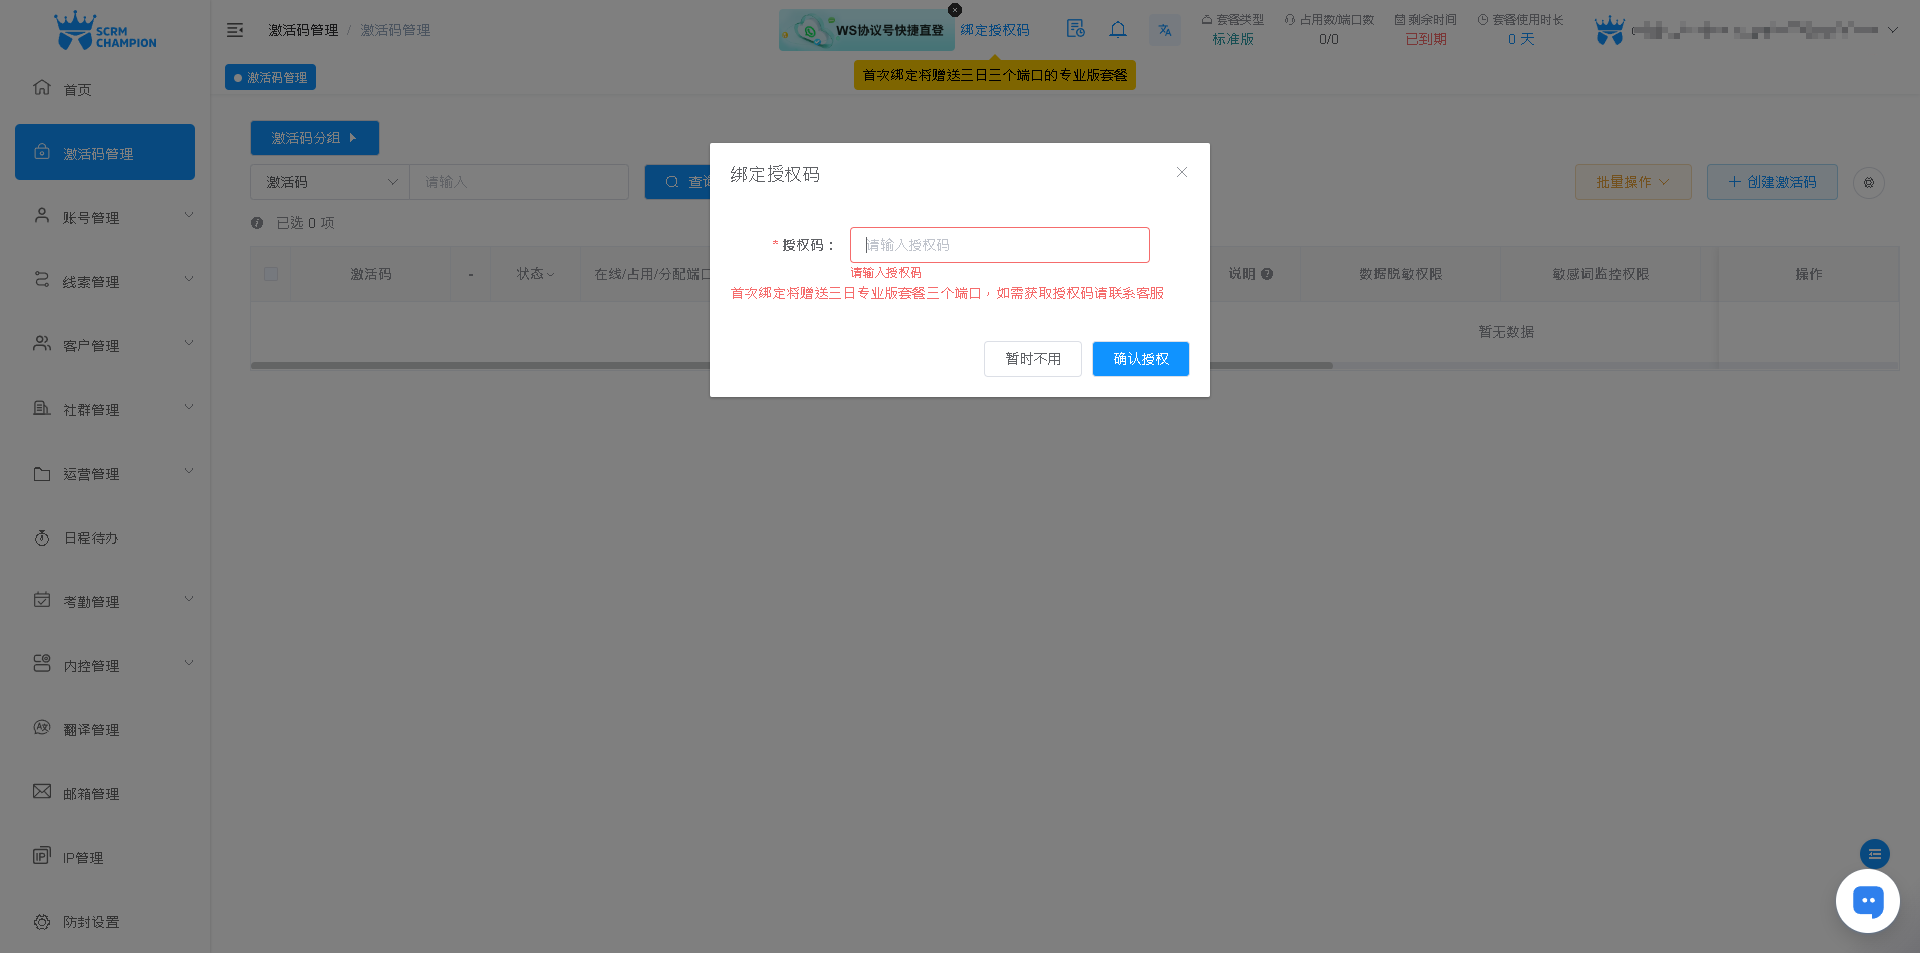 SCRM
CHAMPION
激活码管理 / 激活码管理
WS协议号快捷直登
绑定授权码
套餐类型
标准版
占用数/端口数
0/0
剩余时间
已到期
套餐使用时长
0 天
激活码管理
首次绑定将赠送三日三个端口的专业版套餐
首页
激活码管理
账号管理
线索管理
客户管理
社群管理
运营管理
日程待办
考勤管理
内控管理
翻译管理
邮箱管理
IP管理
防封设置
激活码分组
激活码
请输入
批量操作
创建激活码
已选 0 项
激活码
-
状态
在线/占用/分配端口
说明
数据脱敏权限
敏感词监控权限
操作
暂无数据
绑定授权码
* 授权码：
请输入授权码
请输入授权码
首次绑定将赠送三日专业版套餐三个端口，如需获取授权码请联系客服
暂时不用
确认授权